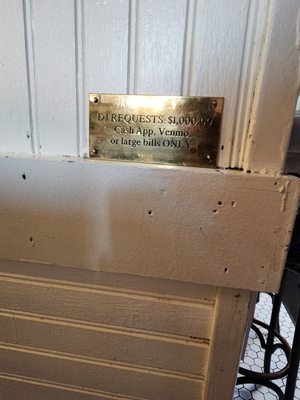 DJ REQUESTS: $1,000.00/
Cash App, Venmo,
or large bills ONLY